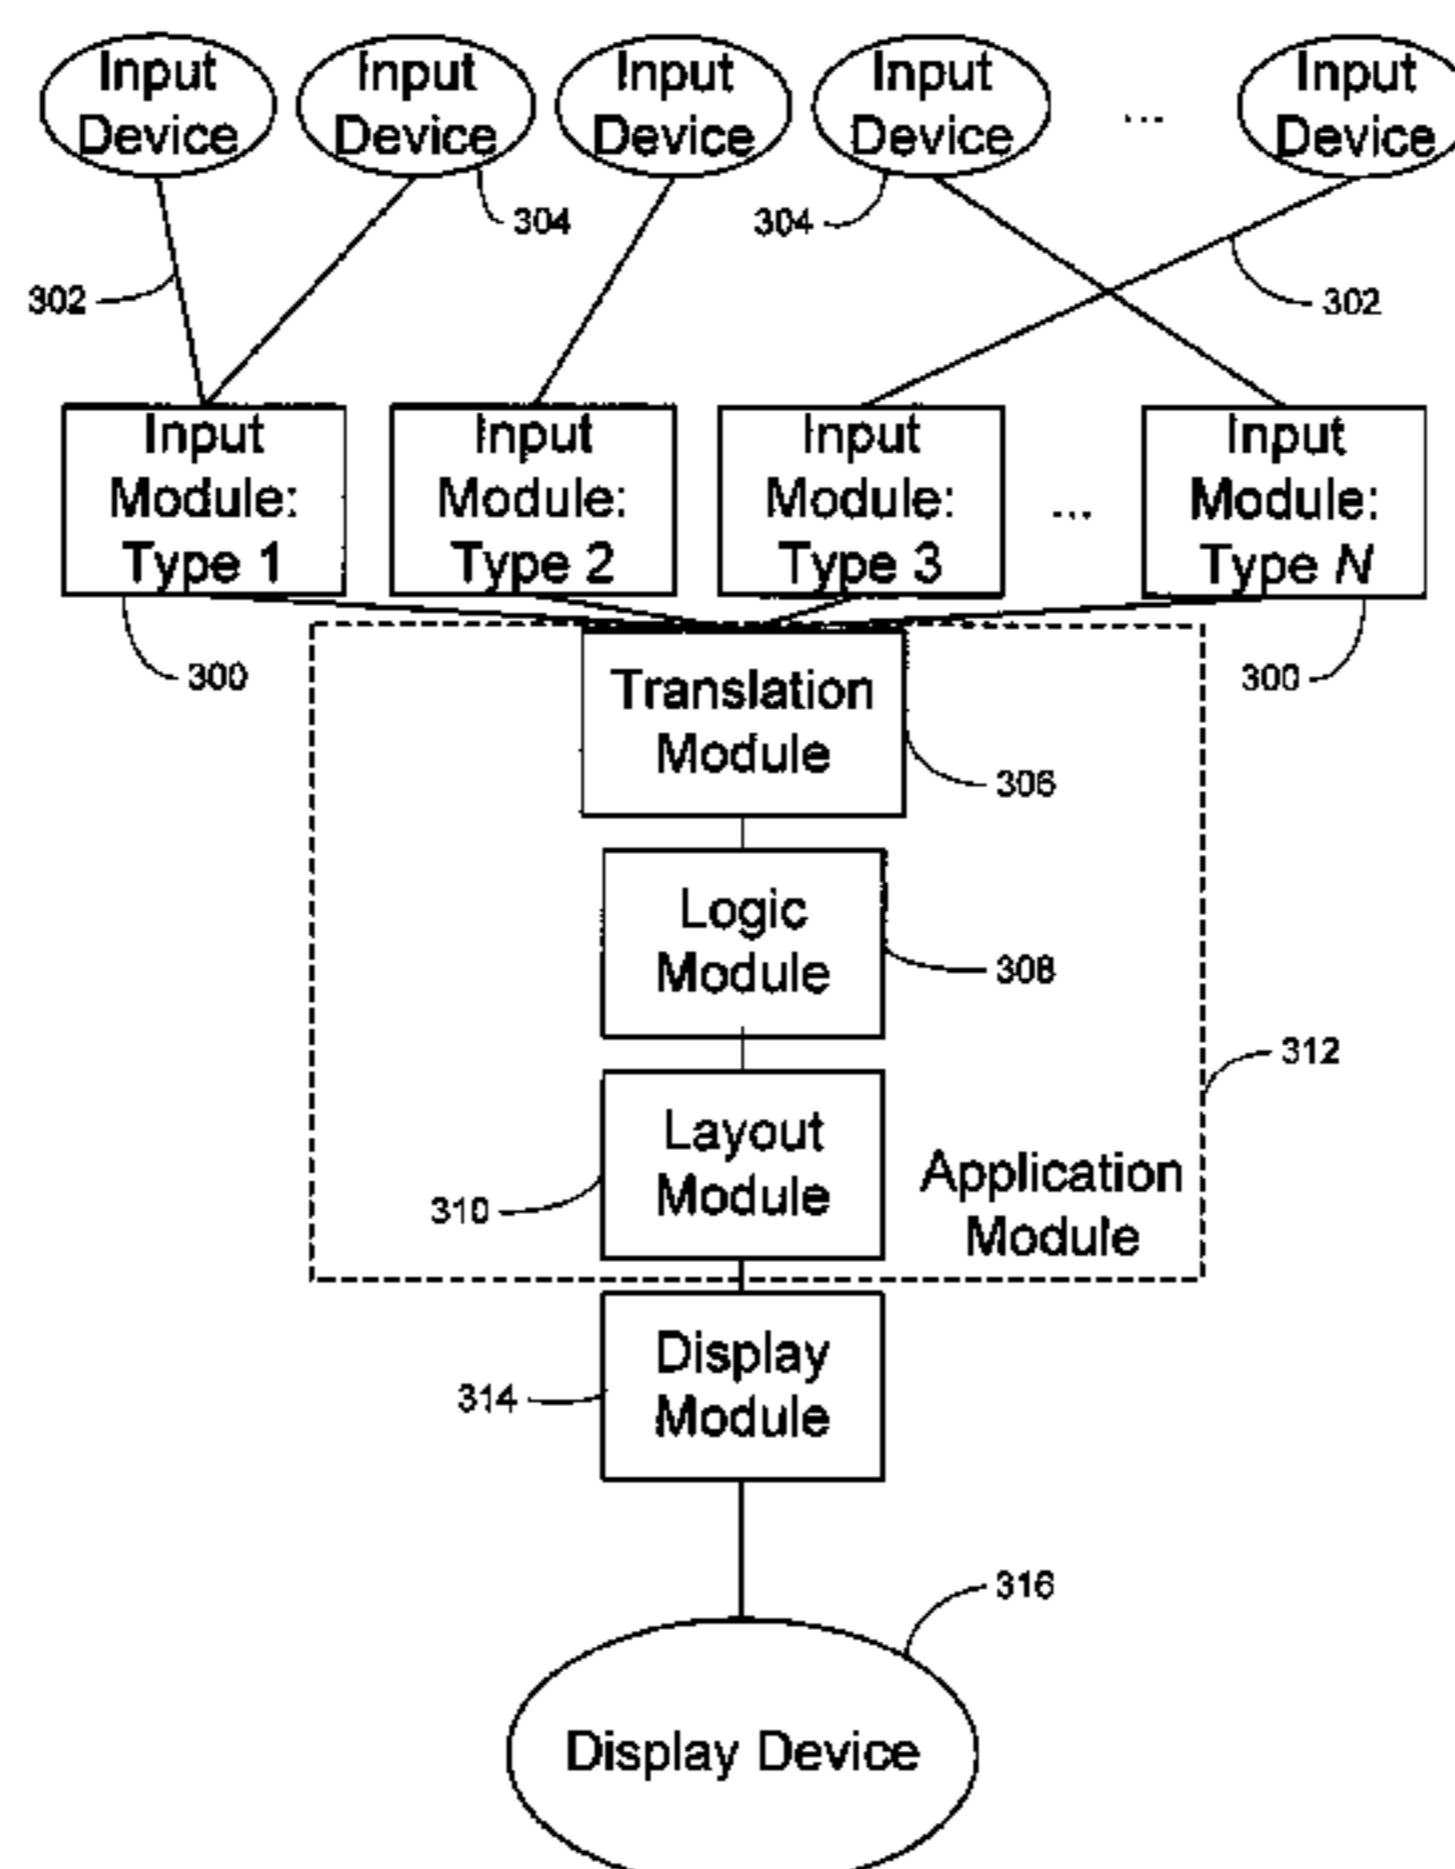 Input
Device
Input
Device
Input
Device
Input
Device
...
Input
Device
304
304
302
302
Input
Module:
Type 1
Input
Module:
Type 2
Input
Module:
Type 3
...
Input
Module:
Type N
300
300
Translation
Module
306
Logic
Module
308
312
Layout
Module
310
Application
Module
Display
Module
314
316
Display Device